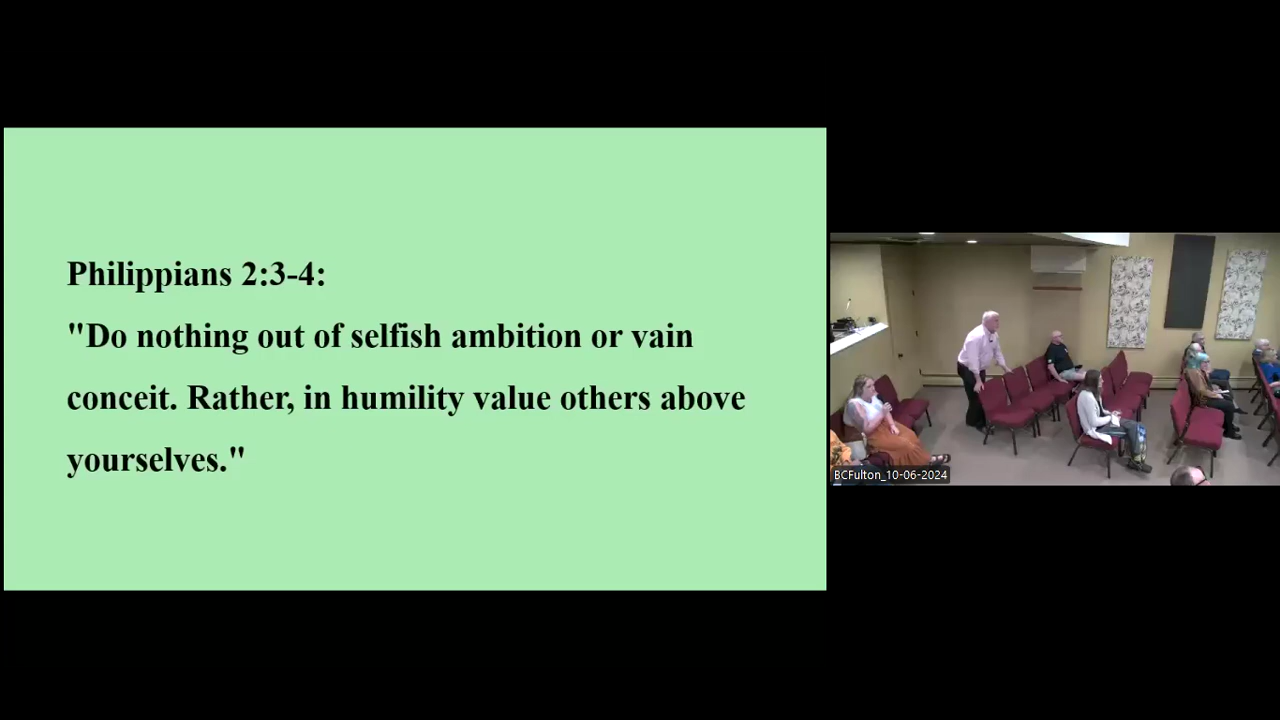 Philippians 2:3-4:
"Do nothing out of selfish ambition or vain
conceit. Rather, in humility value others above
yourselves."
BCFulton_10-06-2024